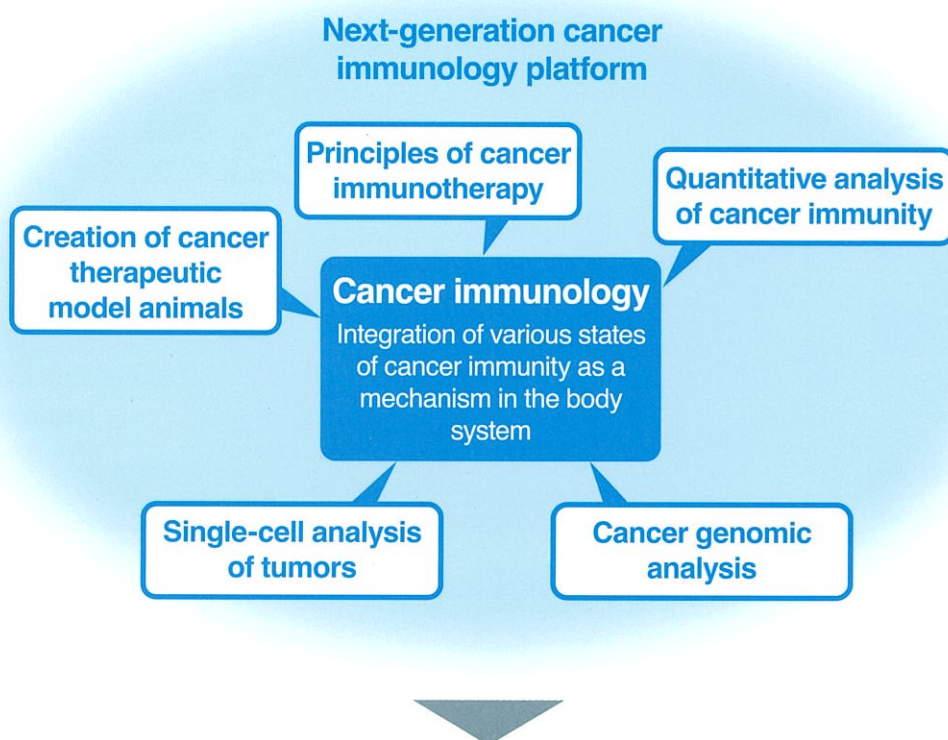 Next-generation cancer
immunology platform
Principles of cancer
immunotherapy
Quantitative analysis
of cancer immunity
Creation of cancer
therapeutic
model animals
Cancer immunology
Integration of various states
of cancer immunity as a
mechanism in the body
system
Single-cell analysis
of tumors
Cancer genomic
analysis